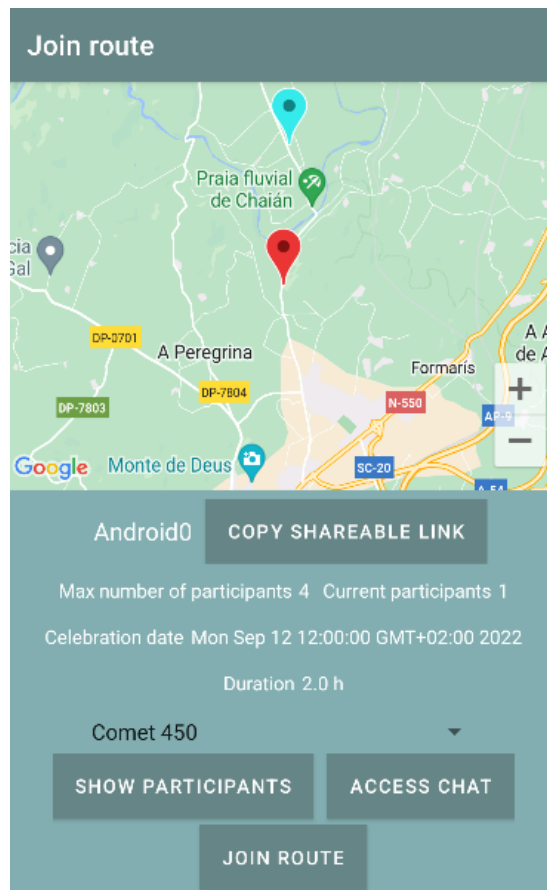 Join route
Praia fluvial
de Chaián
cia
Gal
DP-0701
A Peregrina
A A
de A
Formarís
+
DP-7804
N-550
DP-7803
AP-9
−
Google
Monte de Deus
SC-20
A-54
Android0 COPY SHAREABLE LINK
Max number of participants 4 Current participants 1
Celebration date Mon Sep 12 12:00:00 GMT+02:00 2022
Duration 2.0 h
Comet 450
SHOW PARTICIPANTS ACCESS CHAT
JOIN ROUTE